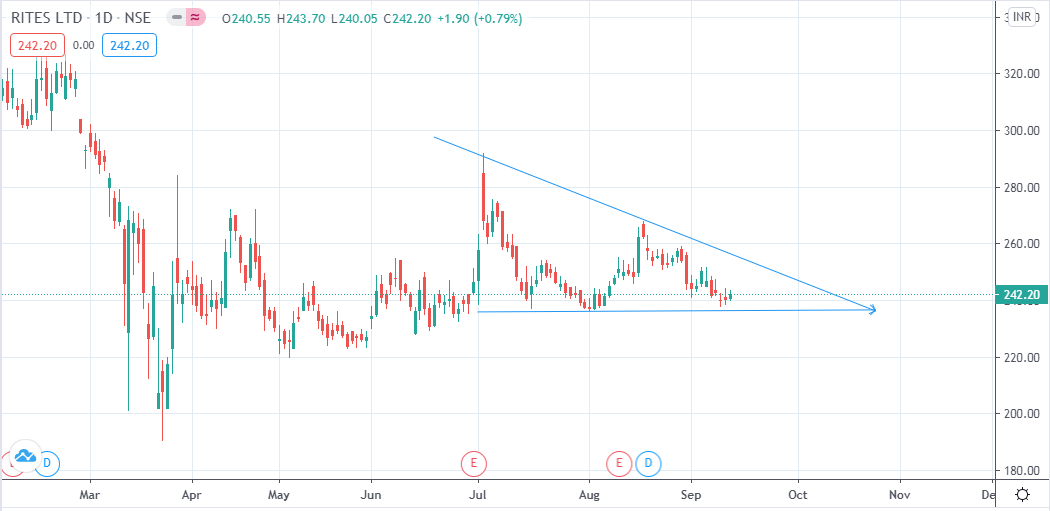 RITES LTD · 1D · NSE O240.55 H243.70 L240.05 C242.20 +1.90 (+0.79%)
INR
242.20 0.00 242.20
320.00
300.00
280.00
260.00
242.20
220.00
200.00
180.00
D E E D
Mar Apr May Jun Jul Aug Sep Oct Nov De